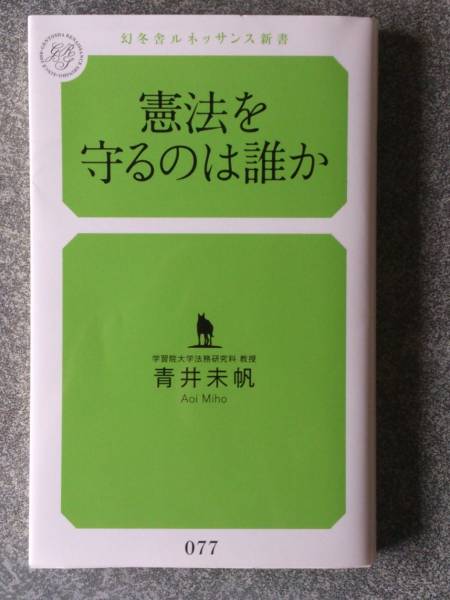 幻冬舎ルネッサンス新書
憲法を
守るのは誰か
学習院大学法務研究科 教授
青井未帆
Aoi Miho
077